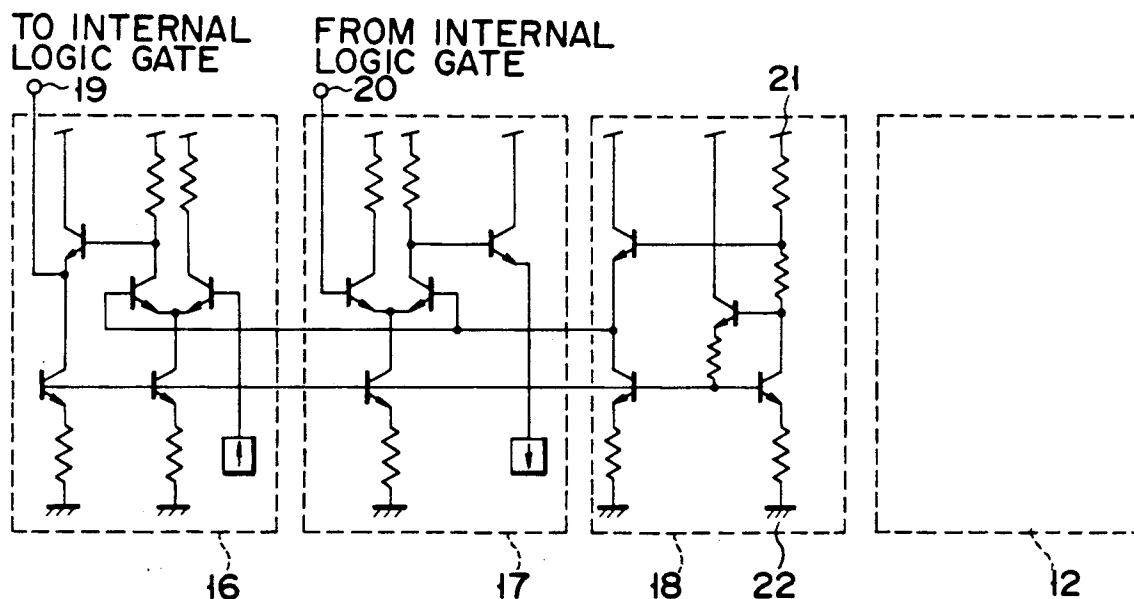 TO INTERNAL
LOGIC GATE
19
FROM INTERNAL
LOGIC GATE
20
21
16
17
18
22
12